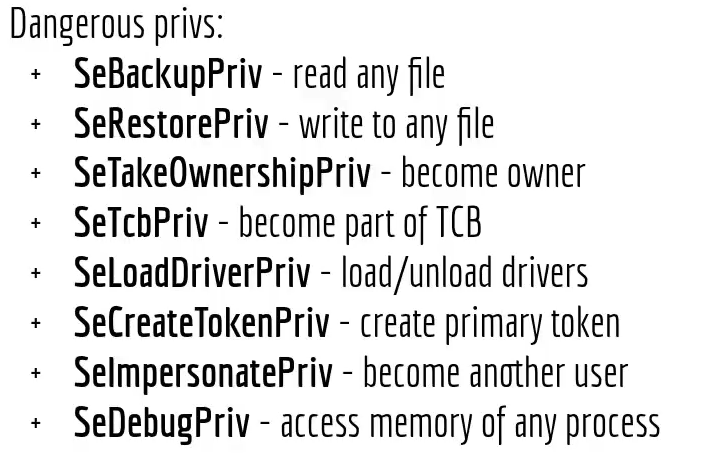 Dangerous privs:
+ SeBackupPriv - read any file
+ SeRestorePriv - write to any file
+ SeTakeOwnershipPriv - become owner
+ SeTcbPriv - become part of TCB
+ SeLoadDriverPriv - load/unload drivers
+ SeCreateTokenPriv - create primary token
+ SeImpersonatePriv - become another user
+ SeDebugPriv - access memory of any process